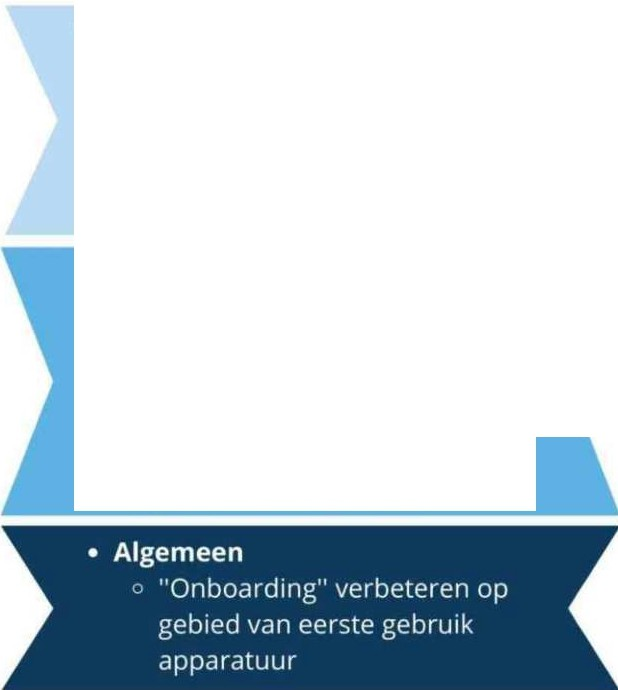 • Algemeen
○ "Onboarding" verbeteren op
gebied van eerste gebruik
apparatuur